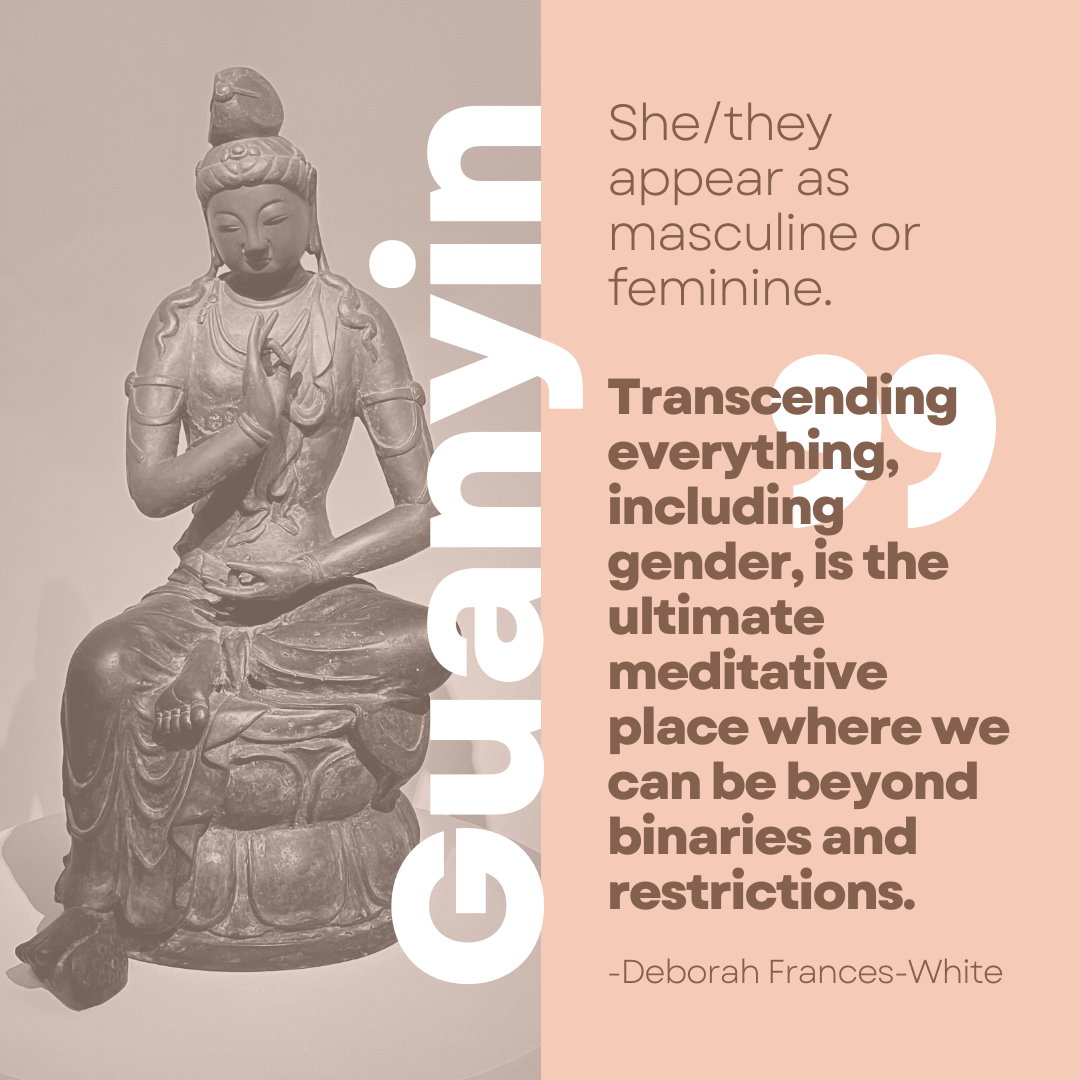 Guanyin
She/they
appear as
masculine or
feminine.
Transcending
everything,
including
gender, is the
ultimate
meditative
place where we
can be beyond
binaries and
restrictions.
-Deborah Frances-White